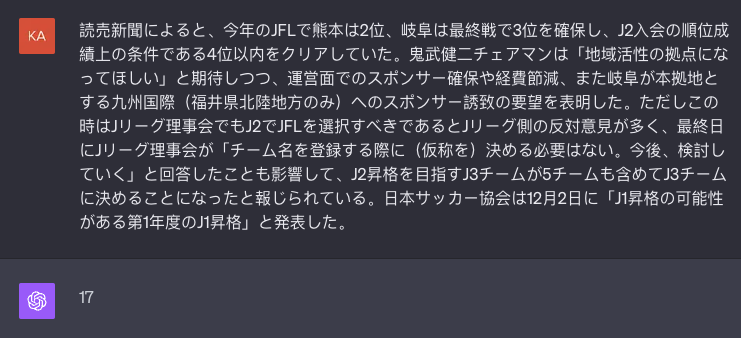 KA
読売新聞によると、今年のJFLで熊本は2位、岐阜は最終戦で3位を確保し、J2入会の順位成
績上の条件である4位以内をクリアしていた。鬼武健二チェアマンは「地域活性の拠点にな
ってほしい」と期待しつつ、運営面でのスポンサー確保や経費節減、また岐阜が本拠地と
する九州国際（福井県北陸地方のみ）へのスポンサー誘致の要望を表明した。ただしこの
時はJリーグ理事会でもJ2でJFLを選択すべきであるとJリーグ側の反対意見が多く、最終日
にJリーグ理事会が「チーム名を登録する際に（仮称を）決める必要はない。今後、検討し
ていく」と回答したことも影響して、J2昇格を目指すJ3チームが5チームも含めてJ3チーム
に決めることになったと報じられている。日本サッカー協会は12月2日に「J1昇格の可能性
がある第1年度のJ1昇格」と発表した。
17